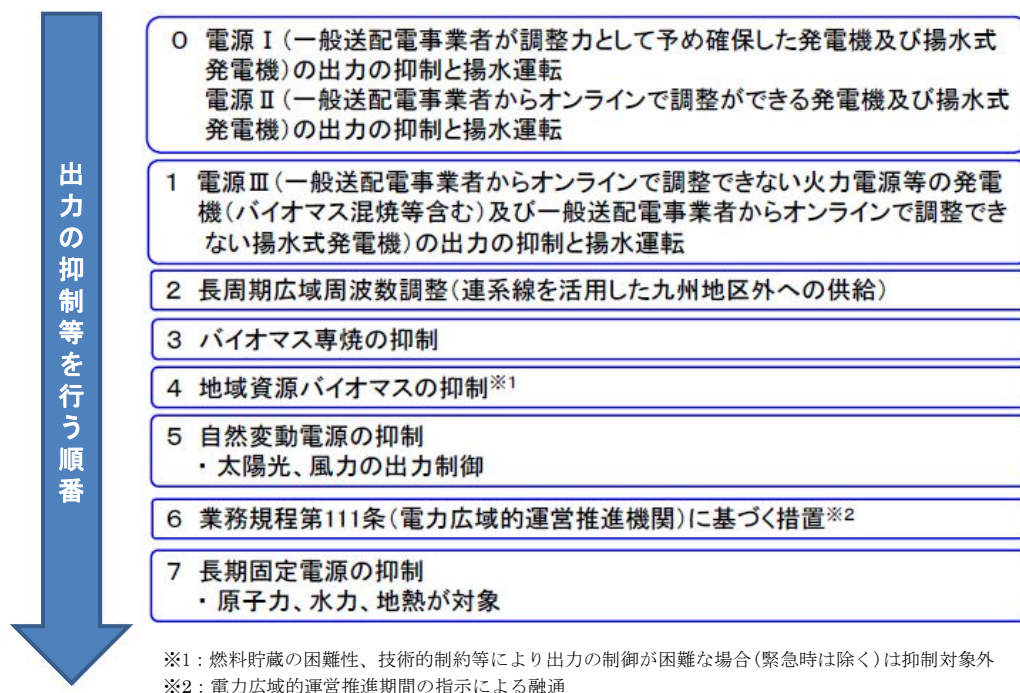 出力の抑制等を行う順番
0 電源Ⅰ(一般送配電事業者が調整力として予め確保した発電機及び揚水式
発電機)の出力の抑制と揚水運転
電源Ⅱ(一般送配電事業者からオンラインで調整ができる発電機及び揚水式
発電機)の出力の抑制と揚水運転
1 電源Ⅲ(一般送配電事業者からオンラインで調整できない火力電源等の発電
機(バイオマス混焼等含む)及び一般送配電事業者からオンラインで調整でき
ない揚水式発電機)の出力の抑制と揚水運転
2 長周期広域周波数調整(連系線を活用した九州地区外への供給)
3 バイオマス専焼の抑制
4 地域資源バイオマスの抑制※1
5 自然変動電源の抑制
・太陽光、風力の出力制御
6 業務規程第111条(電力広域的運営推進機関)に基づく措置※2
7 長期固定電源の抑制
・原子力、水力、地熱が対象
※1:燃料貯蔵の困難性、技術的制約等により出力の制御が困難な場合(緊急時は除く)は抑制対象外
※2:電力広域的運営推進期間の指示による融通